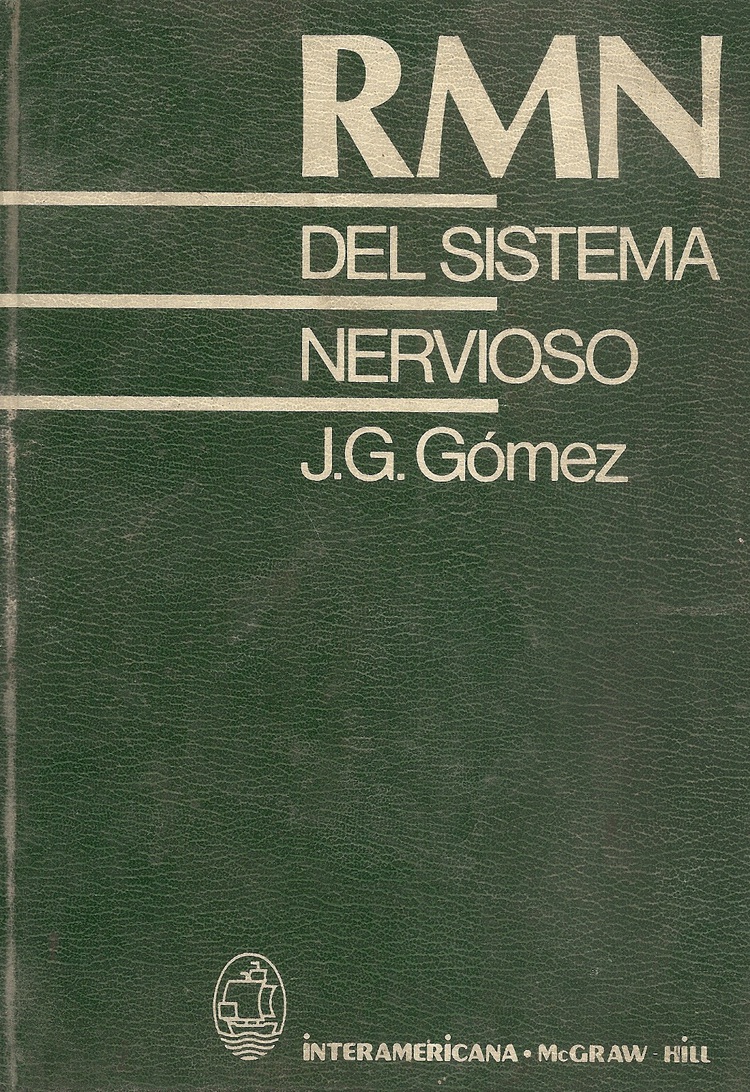 RMN
DEL SISTEMA
NERVIOSO
J.G. Gómez
INTERAMERICANA • McGRAW-HILL